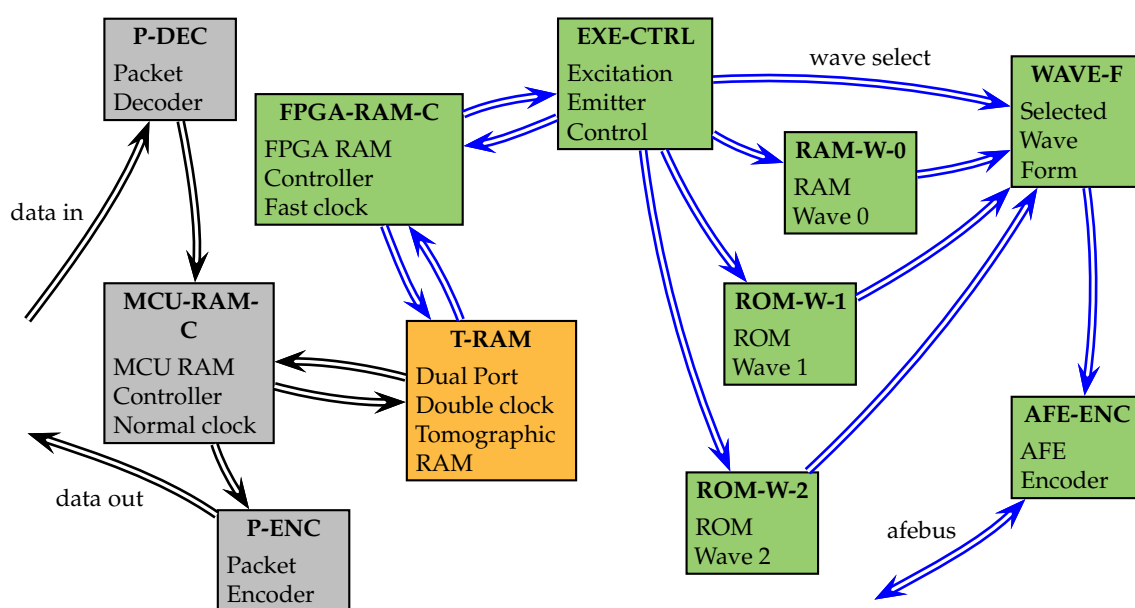 P-DEC
Packet
Decoder
EXE-CTRL
Excitation
Emitter
Control
wave select
WAVE-F
Selected
Wave
Form
FPGA-RAM-C
FPGA RAM
Controller
Fast clock
RAM-W-0
RAM
Wave 0
data in
MCU-RAM-
C
MCU RAM
Controller
Normal clock
T-RAM
Dual Port
Double clock
Tomographic
RAM
ROM-W-1
ROM
Wave 1
AFE-ENC
AFE
Encoder
data out
P-ENC
Packet
Encoder
ROM-W-2
ROM
Wave 2
afebus